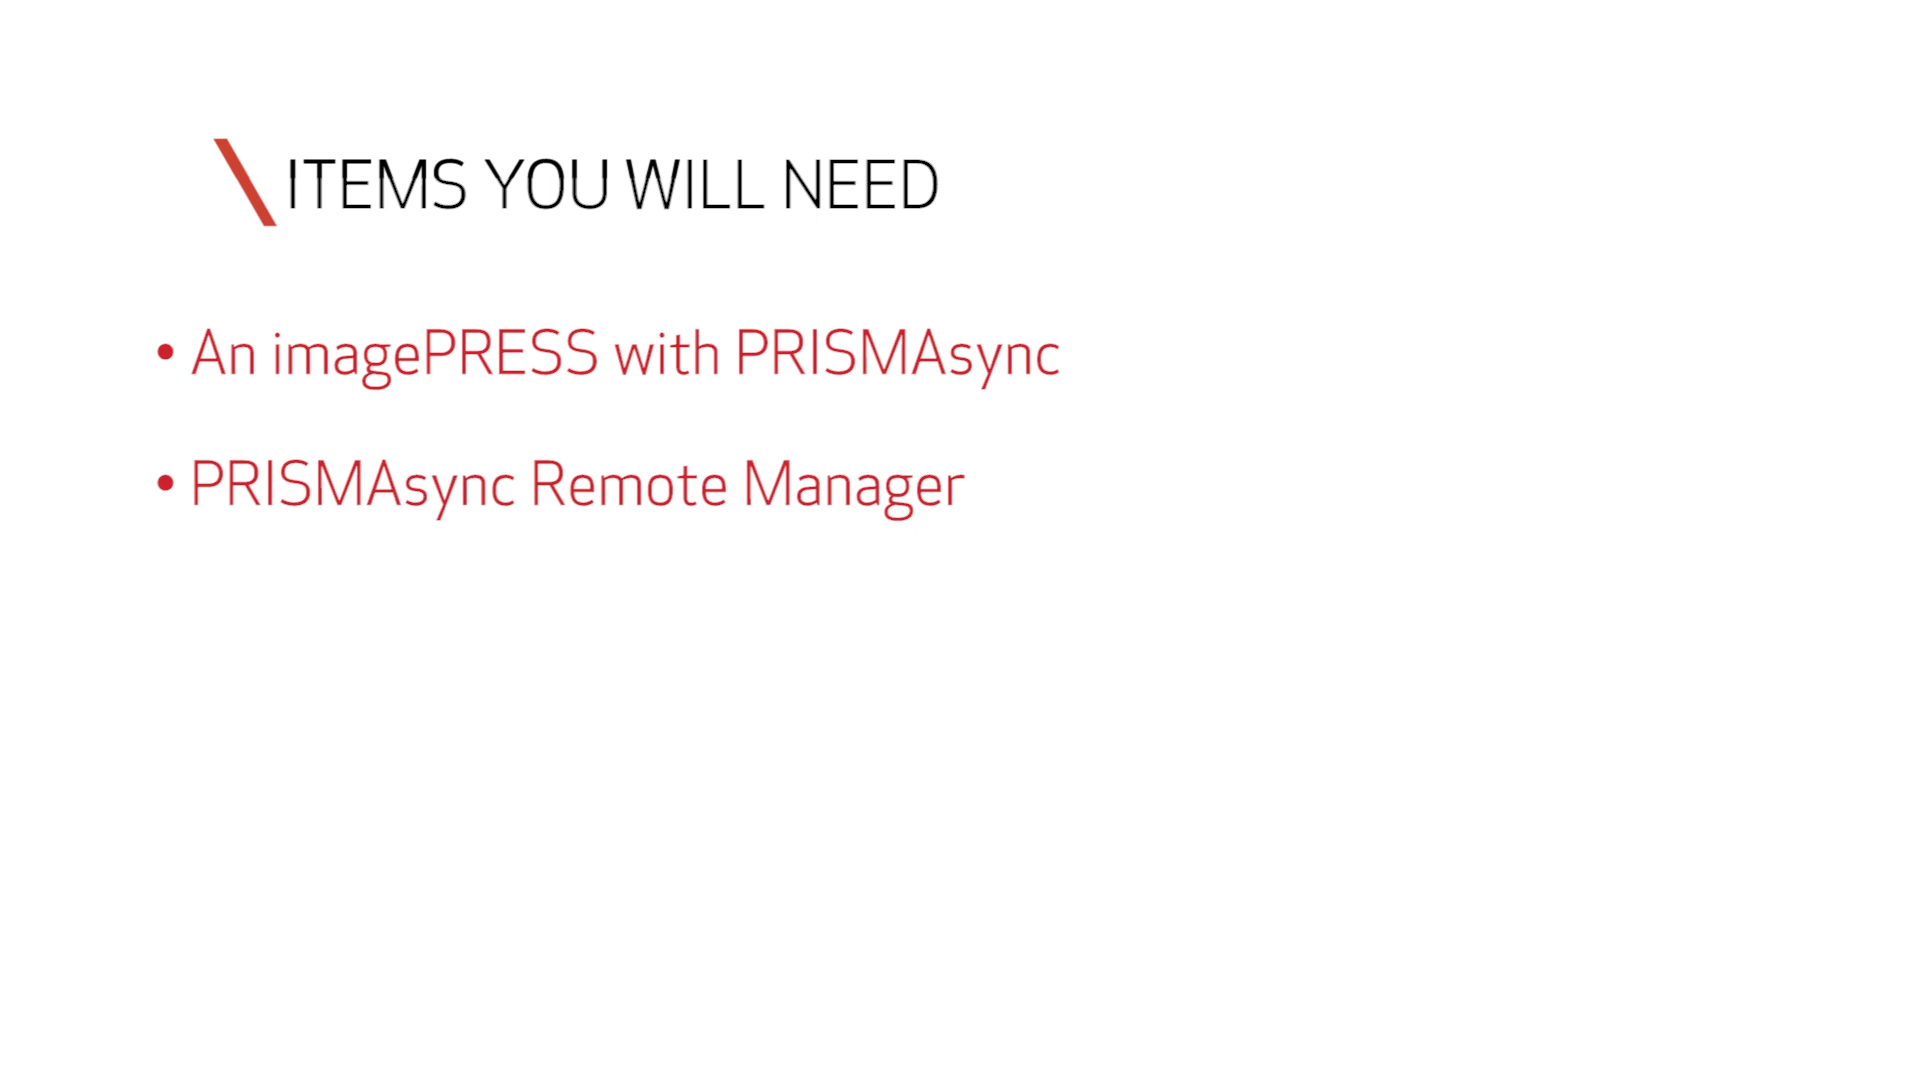 ITEMS YOU WILL NEED
• An imagePRESS with PRISMAsync
• PRISMAsync Remote Manager